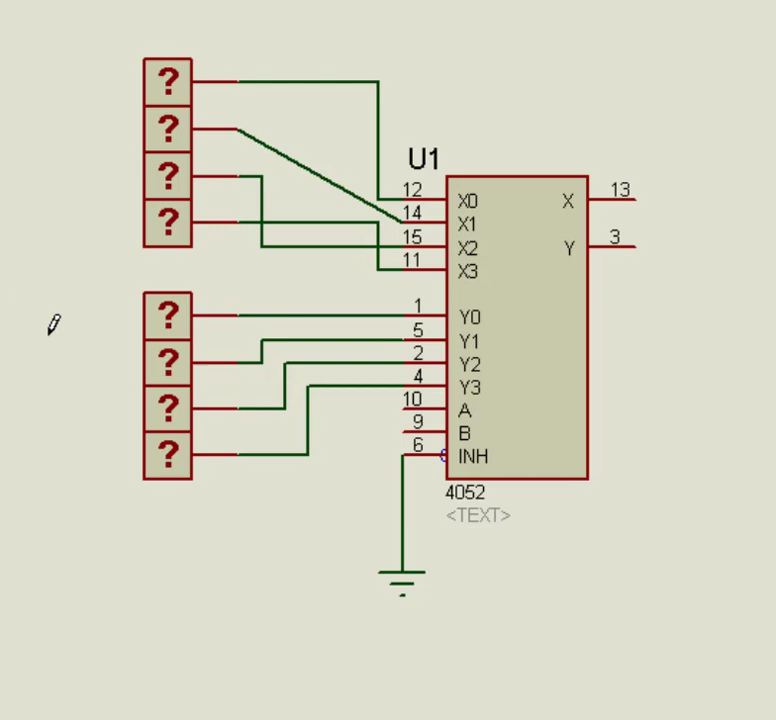 ?
?
?
?
U1
12 X0 X 13
14 X1
15 X2 Y 3
11 X3
?
?
?
?
1 Y0
5 Y1
2 Y2
4 Y3
10 A
9 B
6 INH
4052
<TEXT>